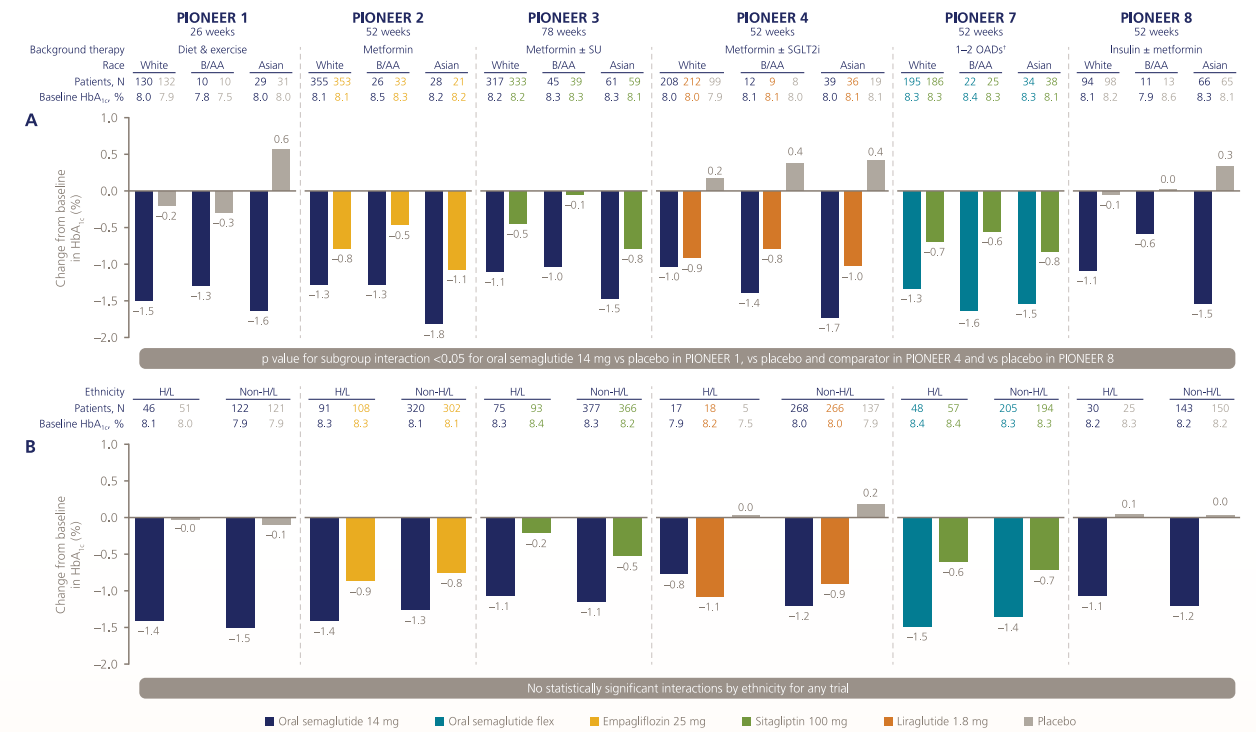 PIONEER 1 PIONEER 2 PIONEER 3 PIONEER 4 PIONEER 7 PIONEER 8
26 weeks 52 weeks 78 weeks 52 weeks 52 weeks 52 weeks
Background therapy Diet & exercise Metformin Metformin ± SU Metformin ± SGLT2i 1–2 OADs† Insulin ± metformin
Race White B/AA Asian White B/AA Asian White B/AA Asian White B/AA Asian White B/AA Asian White B/AA Asian
Patients, N 130 132 10 10 29 31 355 353 26 33 28 21 317 333 45 39 61 59 208 212 99 12 9 8 39 36 19 195 186 22 25 34 38 94 98 11 13 66 65
Baseline HbA1c, % 8.0 7.9 7.8 7.5 8.0 8.0 8.1 8.1 8.5 8.3 8.2 8.2 8.2 8.2 8.3 8.3 8.3 8.1 8.0 8.0 7.9 8.1 8.1 8.0 8.0 8.1 8.1 8.3 8.3 8.4 8.3 8.3 8.1 8.1 8.2 7.9 8.6 8.3 8.1
A
Change from baseline
in HbA1c (%)
1.0
0.5
0.0
−0.5
−1.0
−1.5
−2.0
−1.5 −0.2 −1.3 −0.3 −1.6 0.6
−1.3 −0.8 −1.3 −0.5 −1.8 −1.1
−1.1 −0.5 −1.0 −0.1 −1.5 −0.8
−1.0 −0.9 0.2 −1.4 −0.8 0.4 −1.7 −1.0 0.4
−1.3 −0.7 −1.6 −0.6 −1.5 −0.8
−1.1 −0.1 −0.6 0.0 −1.5 0.3
p value for subgroup interaction <0.05 for oral semaglutide 14 mg vs placebo in PIONEER 1, vs placebo and comparator in PIONEER 4 and vs placebo in PIONEER 8
Ethnicity H/L Non-H/L H/L Non-H/L H/L Non-H/L H/L Non-H/L H/L Non-H/L H/L Non-H/L
Patients, N 46 51 122 121 91 108 320 302 75 93 377 366 17 18 5 268 266 137 48 57 205 194 30 25 143 150
Baseline HbA1c, % 8.1 8.0 7.9 7.9 8.3 8.3 8.1 8.1 8.3 8.4 8.3 8.2 7.9 8.2 7.5 8.0 8.0 7.9 8.4 8.4 8.3 8.3 8.2 8.3 8.2 8.2
B
Change from baseline
in HbA1c (%)
1.0
0.5
0.0
−0.5
−1.0
−1.5
−2.0
−1.4 −0.0 −1.5 −0.1
−1.4 −0.9 −1.3 −0.8
−1.1 −0.2 −1.1 −0.5
−0.8 −1.1 0.0 −1.2 −0.9 0.2
−1.5 −0.6 −1.4 −0.7
−1.1 0.1 −1.2 0.0
No statistically significant interactions by ethnicity for any trial
Oral semaglutide 14 mg Oral semaglutide flex Empagliflozin 25 mg Sitagliptin 100 mg Liraglutide 1.8 mg Placebo